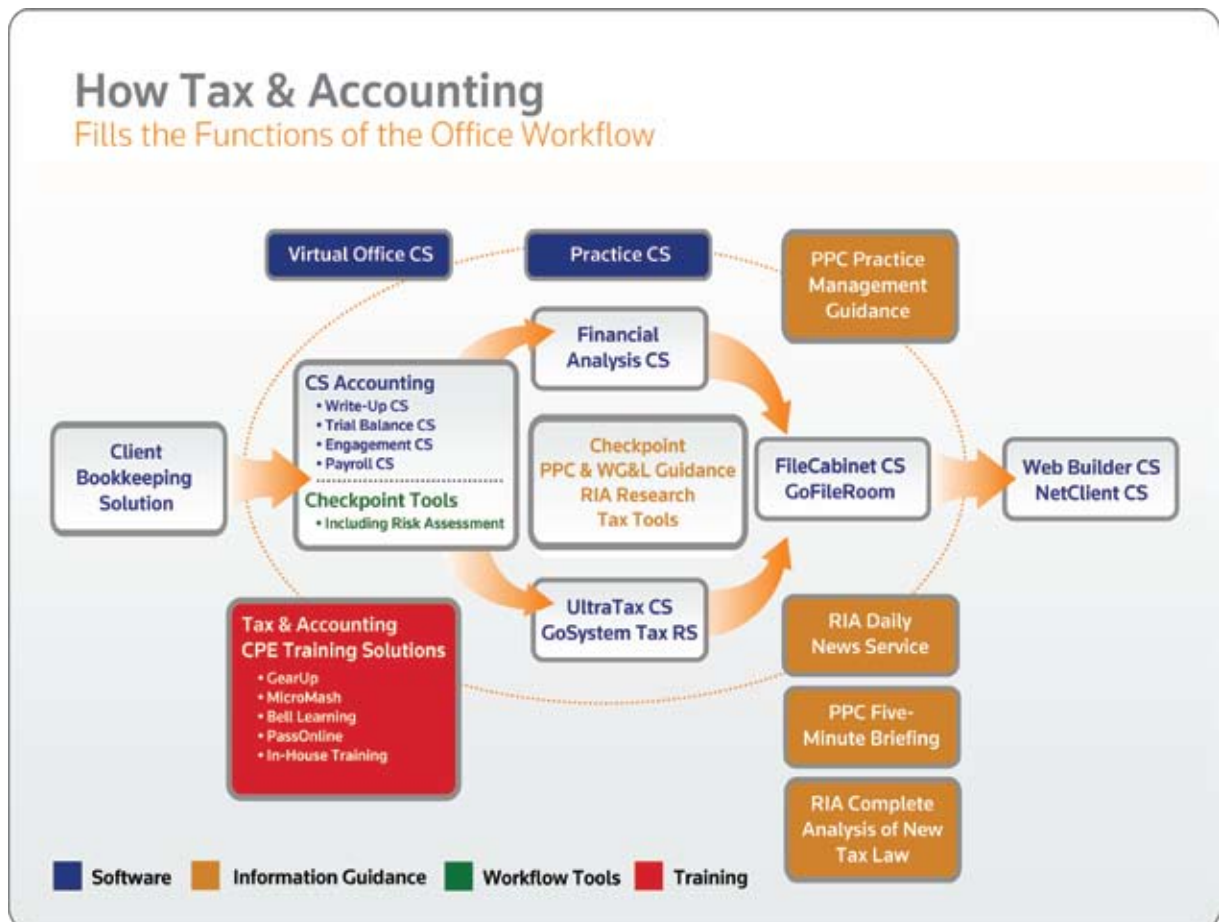 How Tax & Accounting
Fills the Functions of the Office Workflow
Virtual Office CS
Practice CS
PPC Practice
Management
Guidance
Financial
Analysis CS
CS Accounting
• Write-Up CS
• Trial Balance CS
• Engagement CS
• Payroll CS
Checkpoint Tools
• Including Risk Assessment
Client
Bookkeeping
Solution
Checkpoint
PPC & WG&L Guidance
RIA Research
Tax Tools
FileCabinet CS
GoFileRoom
Web Builder CS
NetClient CS
UltraTax CS
GoSystem Tax RS
Tax & Accounting
CPE Training Solutions
• GearUp
• MicroMash
• Bell Learning
• PassOnline
• In-House Training
RIA Daily
News Service
PPC Five-
Minute Briefing
RIA Complete
Analysis of New
Tax Law
Software
Information Guidance
Workflow Tools
Training